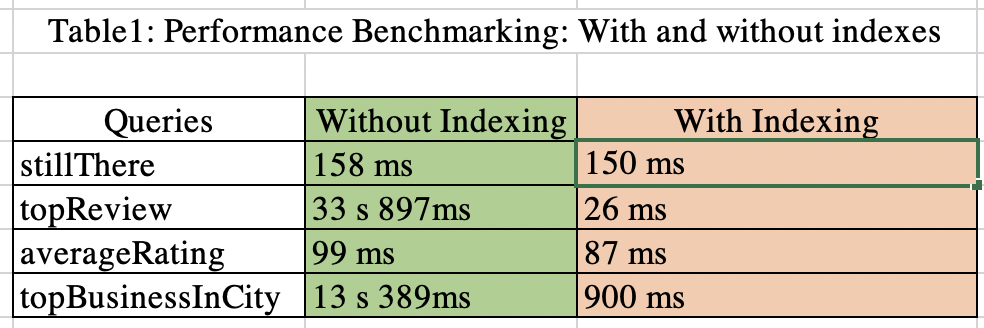 Table1: Performance Benchmarking: With and without indexes
Queries Without Indexing With Indexing
stillThere 158 ms 150 ms
topReview 33 s 897ms 26 ms
averageRating 99 ms 87 ms
topBusinessInCity 13 s 389ms 900 ms